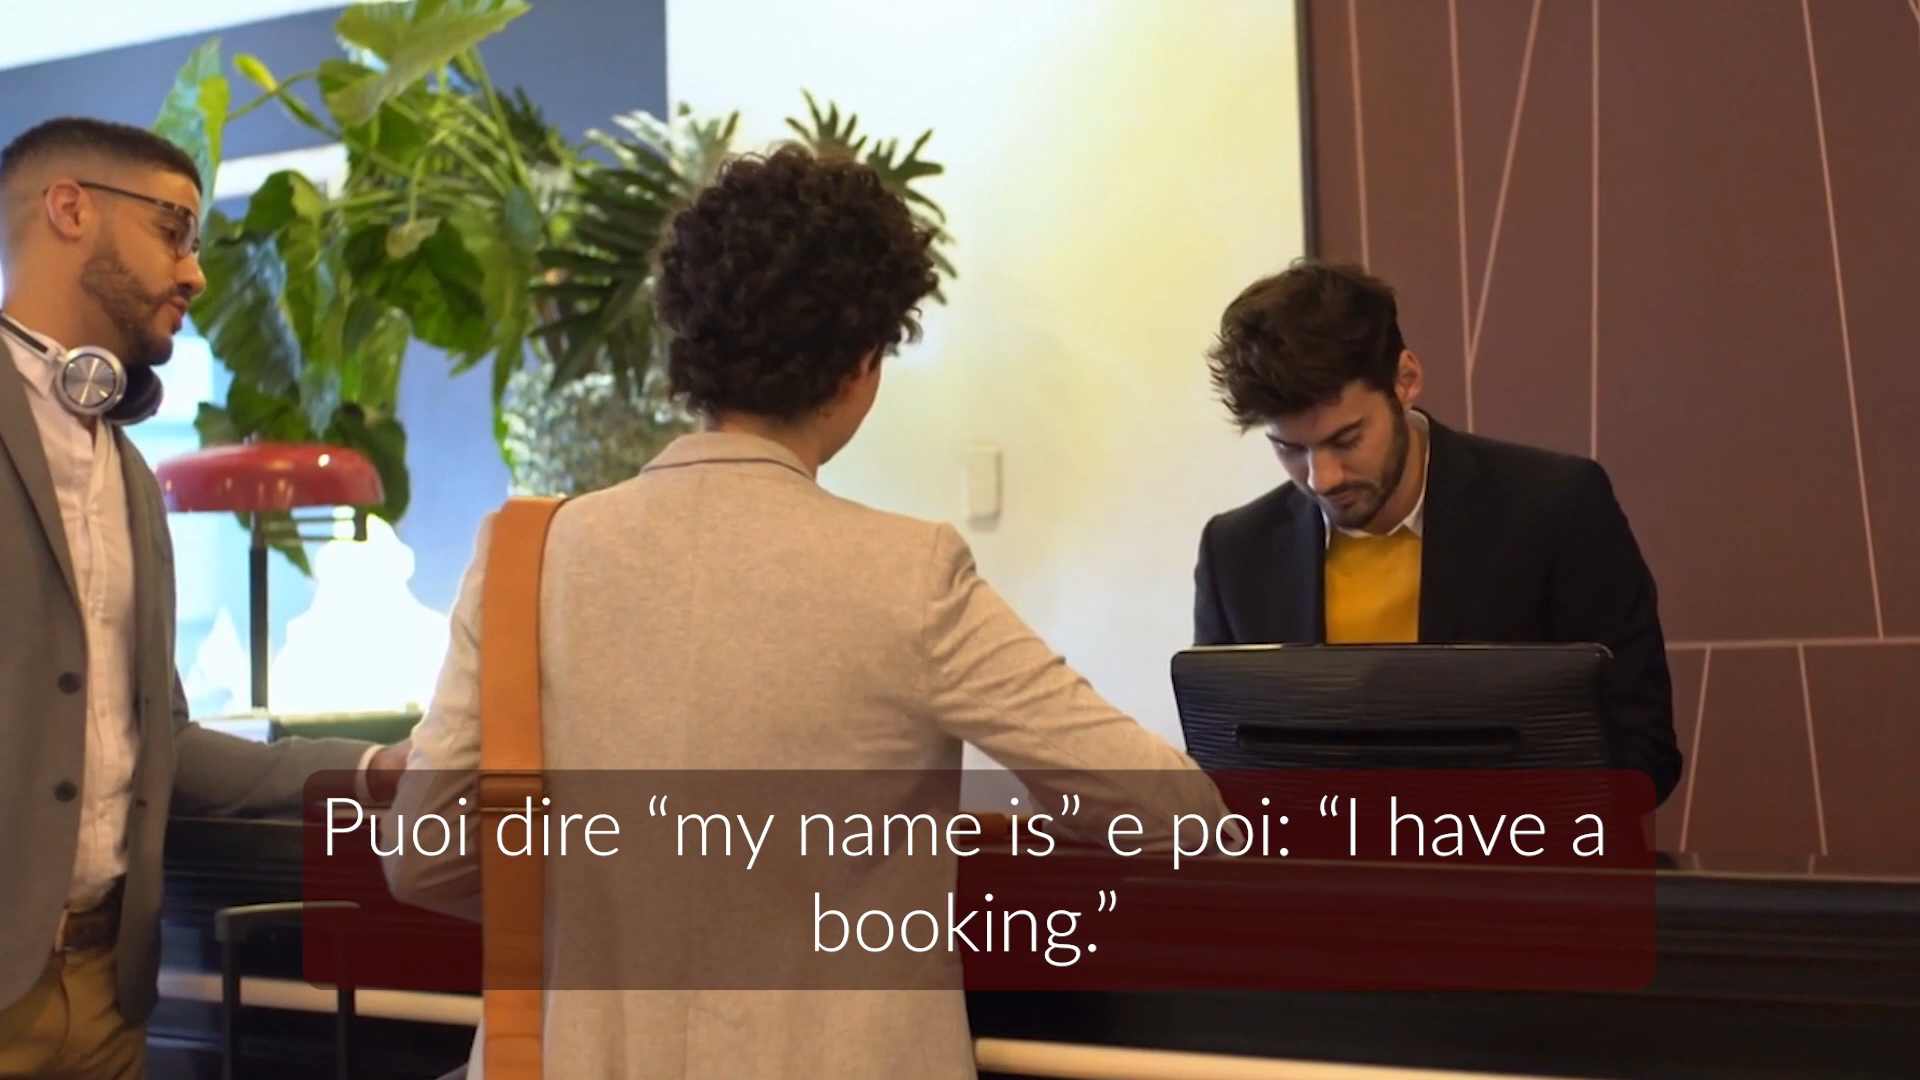 Puoi dire “my name is” e poi: “I have a
booking.”